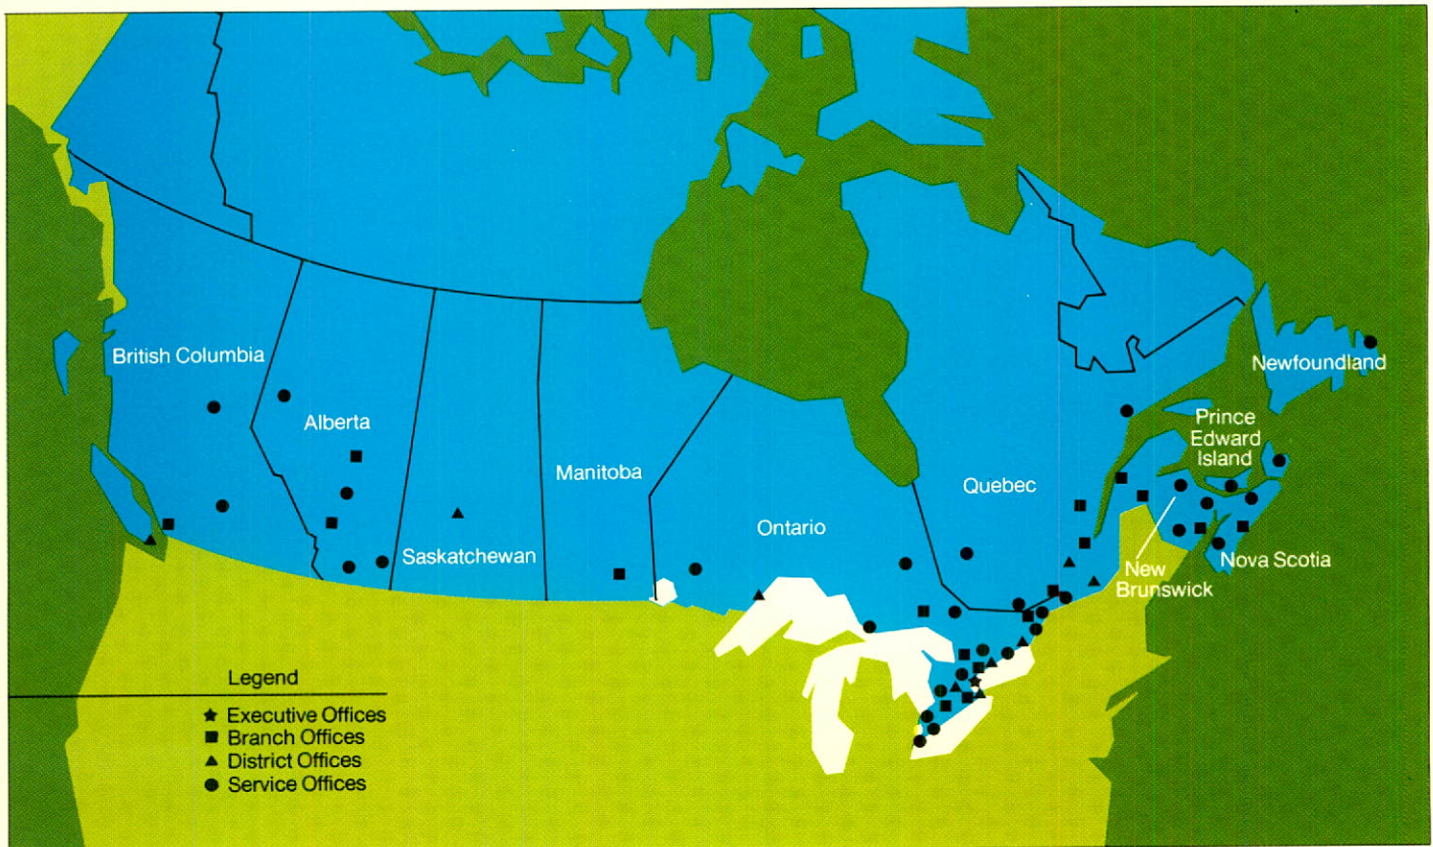 British Columbia
Alberta
Saskatchewan
Manitoba
Ontario
Quebec
Newfoundland
Prince
Edward
Island
New
Brunswick
Nova Scotia
Legend
Executive Offices
Branch Offices
District Offices
Service Offices